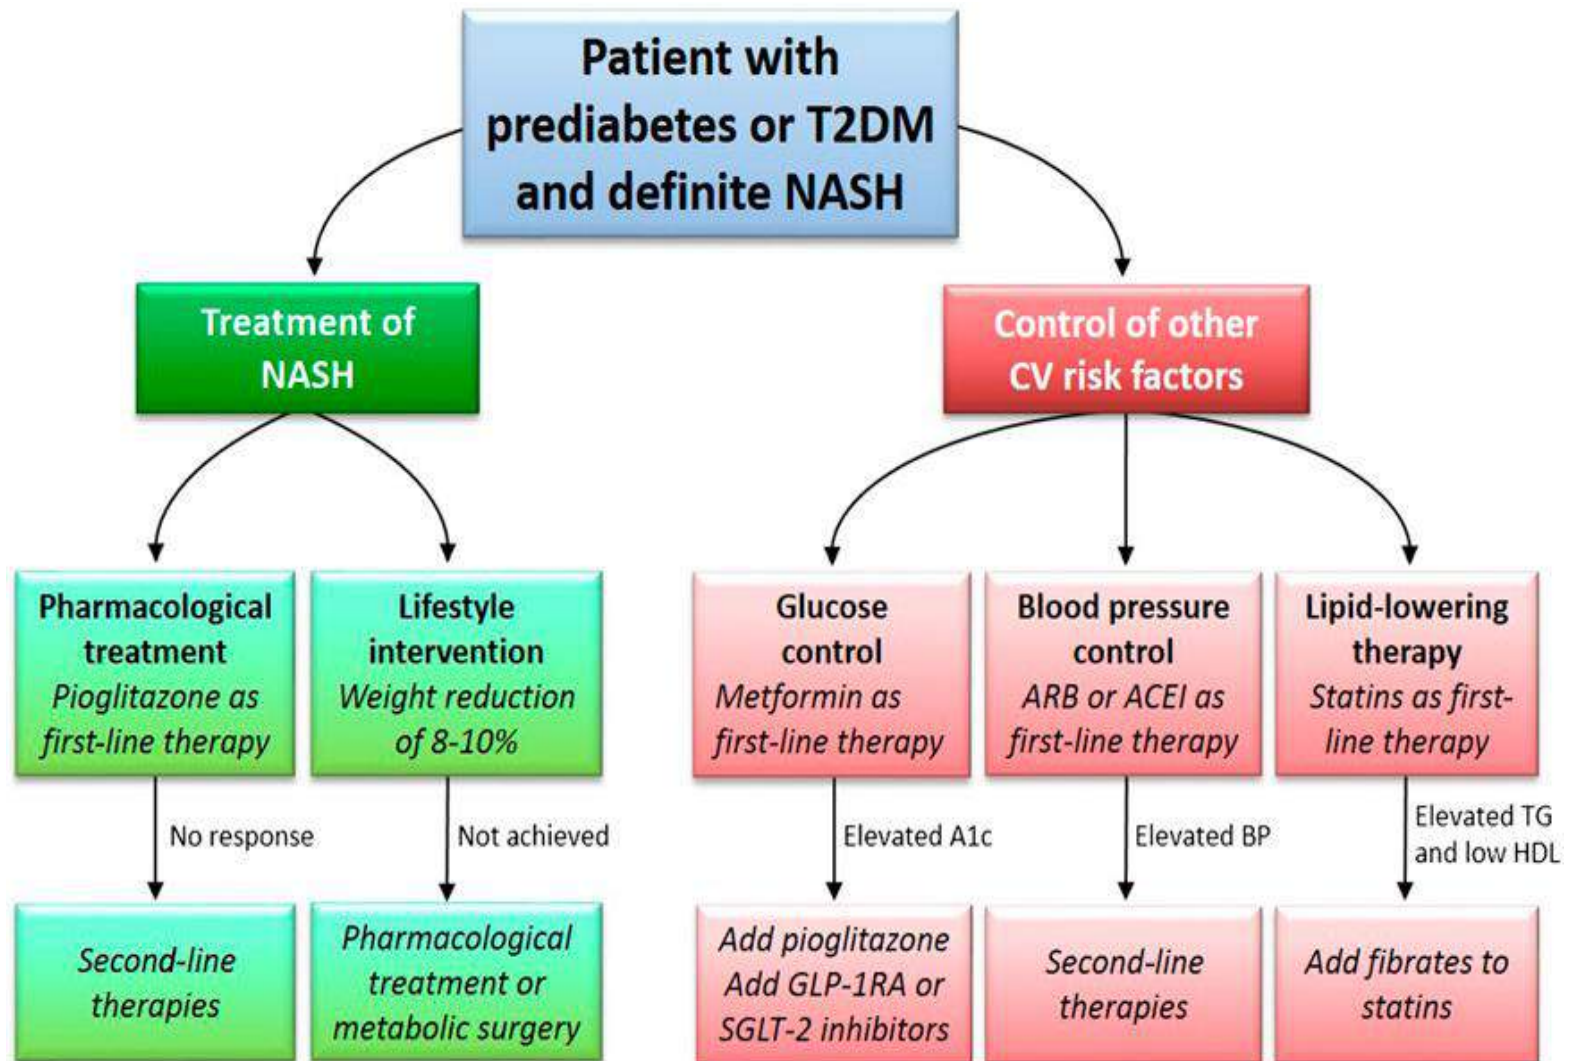 Patient with
prediabetes or T2DM
and definite NASH
Treatment of
NASH
Control of other
CV risk factors
Pharmacological
treatment
Pioglitazone as
first-line therapy
Lifestyle
intervention
Weight reduction
of 8-10%
Glucose
control
Metformin as
first-line therapy
Blood pressure
control
ARB or ACEI as
first-line therapy
Lipid-lowering
therapy
Statins as first-
line therapy
No response
Not achieved
Elevated A1c
Elevated BP
Elevated TG
and low HDL
Second-line
therapies
Pharmacological
treatment or
metabolic surgery
Add pioglitazone
Add GLP-1RA or
SGLT-2 inhibitors
Second-line
therapies
Add fibrates to
statins